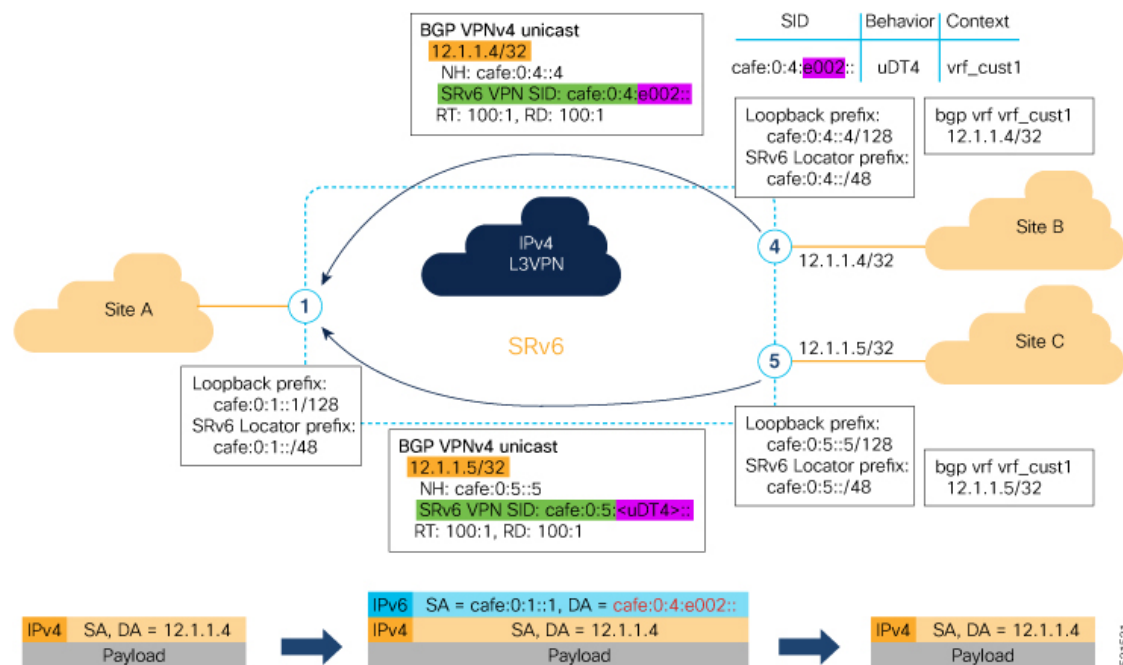 BGP VPNv4 unicast
12.1.1.4/32
NH: cafe:0:4::4
SRv6 VPN SID: cafe:0:4:e002::
RT: 100:1, RD: 100:1
SID Behavior Context
cafe:0:4:e002:: uDT4 vrf_cust1
Loopback prefix:
cafe:0:4::4/128
SRv6 Locator prefix:
cafe:0:4::/48
bgp vrf vrf_cust1
12.1.1.4/32
IPv4
L3VPN
4
12.1.1.4/32
Site B
Site A
1
SRv6
5
12.1.1.5/32
Site C
Loopback prefix:
cafe:0:1::1/128
SRv6 Locator prefix:
cafe:0:1::/48
BGP VPNv4 unicast
12.1.1.5/32
NH: cafe:0:5::5
SRv6 VPN SID: cafe:0:5:<uDT4>::
RT: 100:1, RD: 100:1
Loopback prefix:
cafe:0:5::5/128
SRv6 Locator prefix:
cafe:0:5::/48
bgp vrf vrf_cust1
12.1.1.5/32
IPv4 SA, DA = 12.1.1.4
Payload
IPv6 SA = cafe:0:1::1, DA = cafe:0:4:e002::
IPv4 SA, DA = 12.1.1.4
Payload
IPv4 SA, DA = 12.1.1.4
Payload